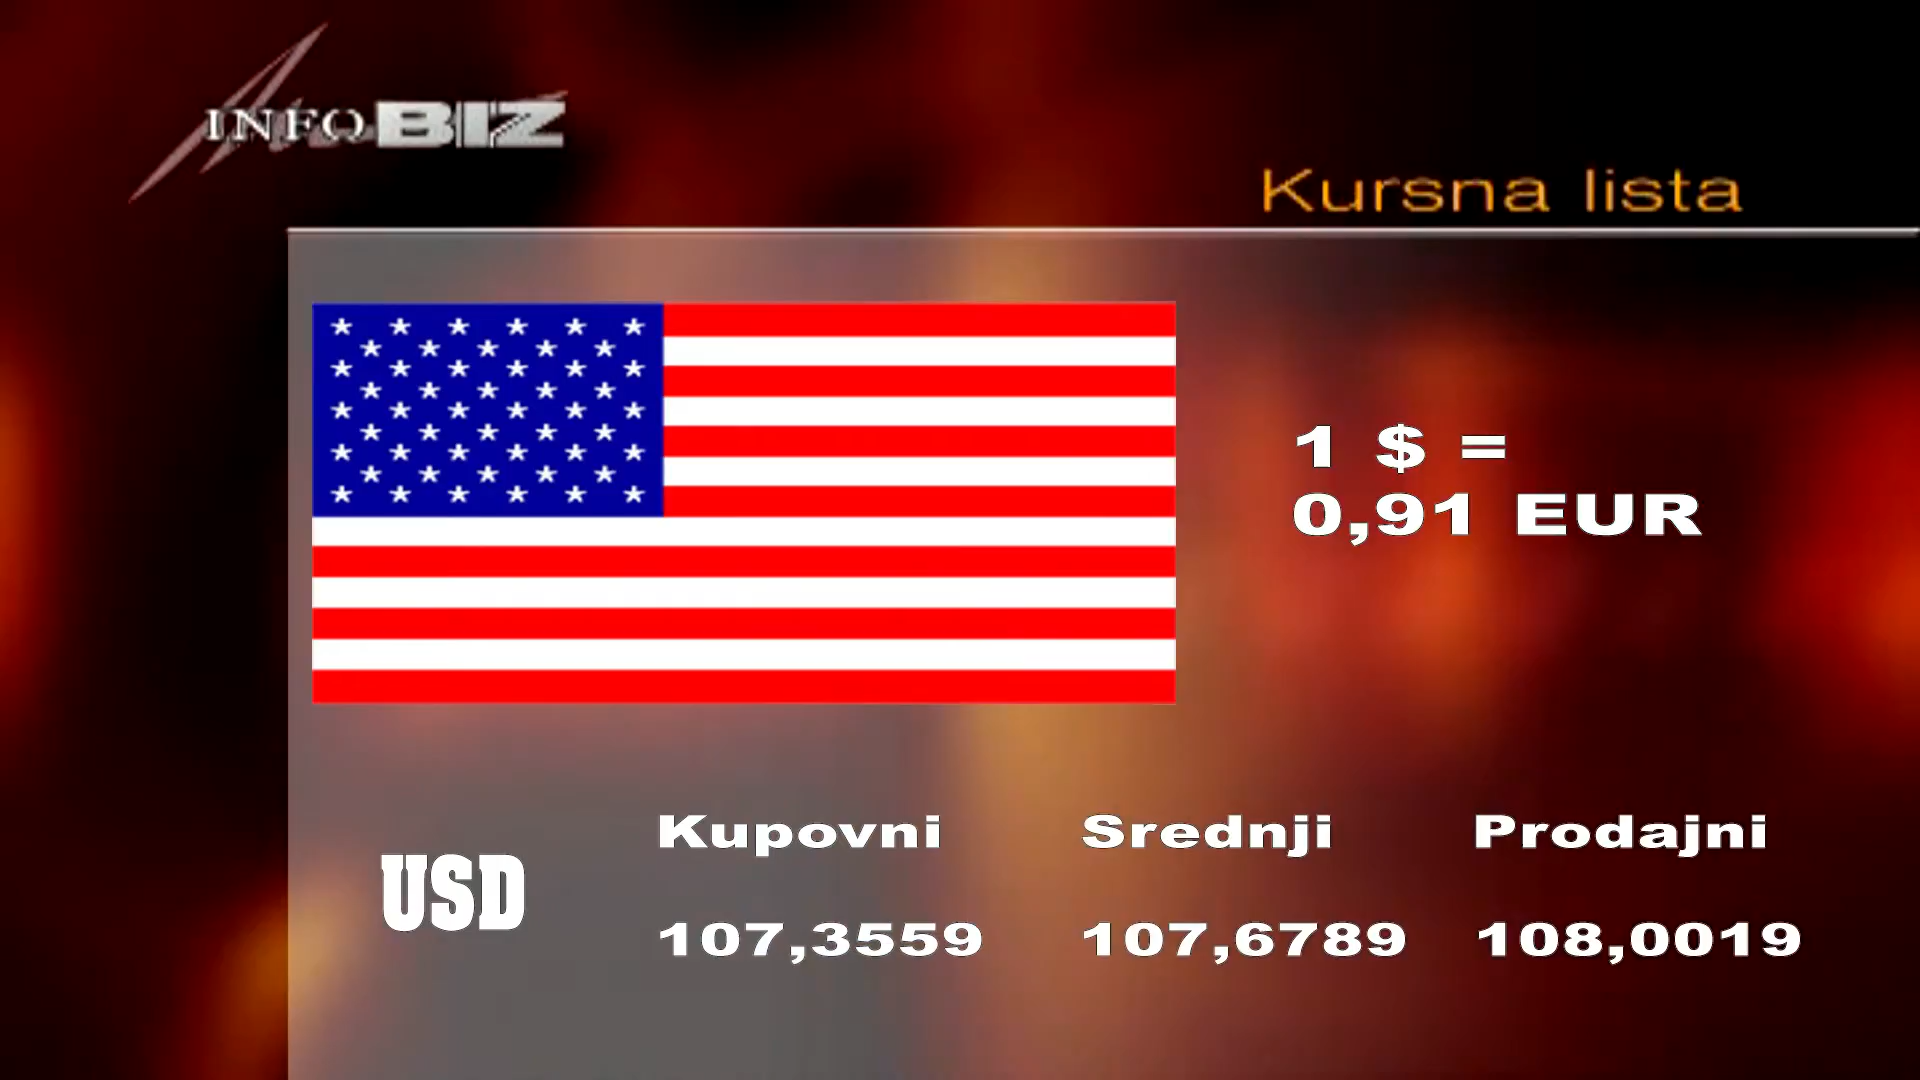 INFO BIZ
Kursna lista
1 $ =
0,91 EUR
Kupovni Srednji Prodajni
USD
107,3559 107,6789 108,0019